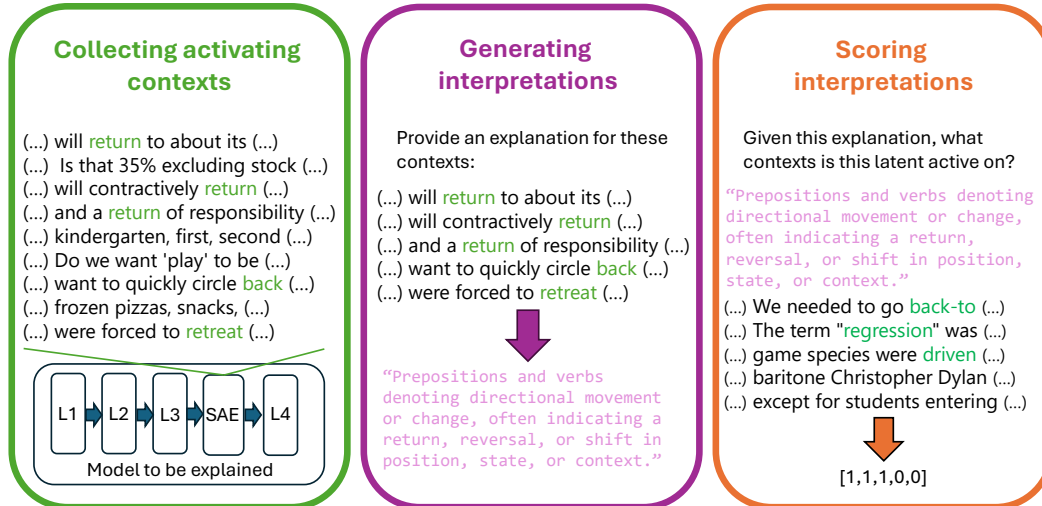 Collecting activating
contexts
(...) will return to about its (...)
(...) Is that 35% excluding stock (...)
(...) will contractively return (...)
(...) and a return of responsibility (...)
(...) kindergarten, first, second (...)
(...) Do we want 'play' to be (...)
(...) want to quickly circle back (...)
(...) frozen pizzas, snacks, (...)
(...) were forced to retreat (...)
L1 L2 L3 SAE L4
Model to be explained
Generating
interpretations
Provide an explanation for these
contexts:
(...) will return to about its (...)
(...) will contractively return (...)
(...) and a return of responsibility (...)
(...) want to quickly circle back (...)
(...) were forced to retreat (...)
“Prepositions and verbs
denoting directional movement
or change, often indicating a
return, reversal, or shift in
position, state, or context.”
Scoring
interpretations
Given this explanation, what
contexts is this latent active on?
“Prepositions and verbs denoting
directional movement or change,
often indicating a return,
reversal, or shift in position,
state, or context.”
(...) We needed to go back-to (...)
(...) The term "regression" was (...)
(...) game species were driven (...)
(...) baritone Christopher Dylan (...)
(...) except for students entering (...)
[1,1,1,0,0]